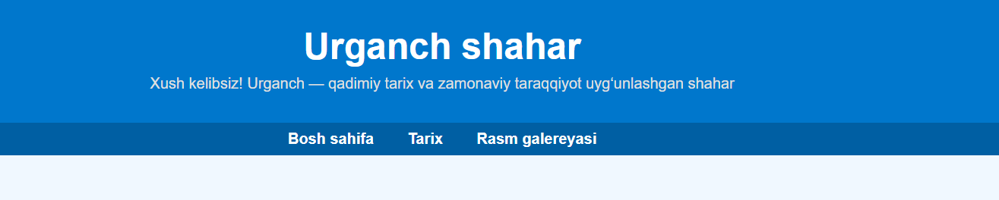 Urganch shahar
Xush kelibsiz! Urganch — qadimiy tarix va zamonaviy taraqqiyot uyg‘unlashgan shahar
Bosh sahifa Tarix Rasm galereyasi